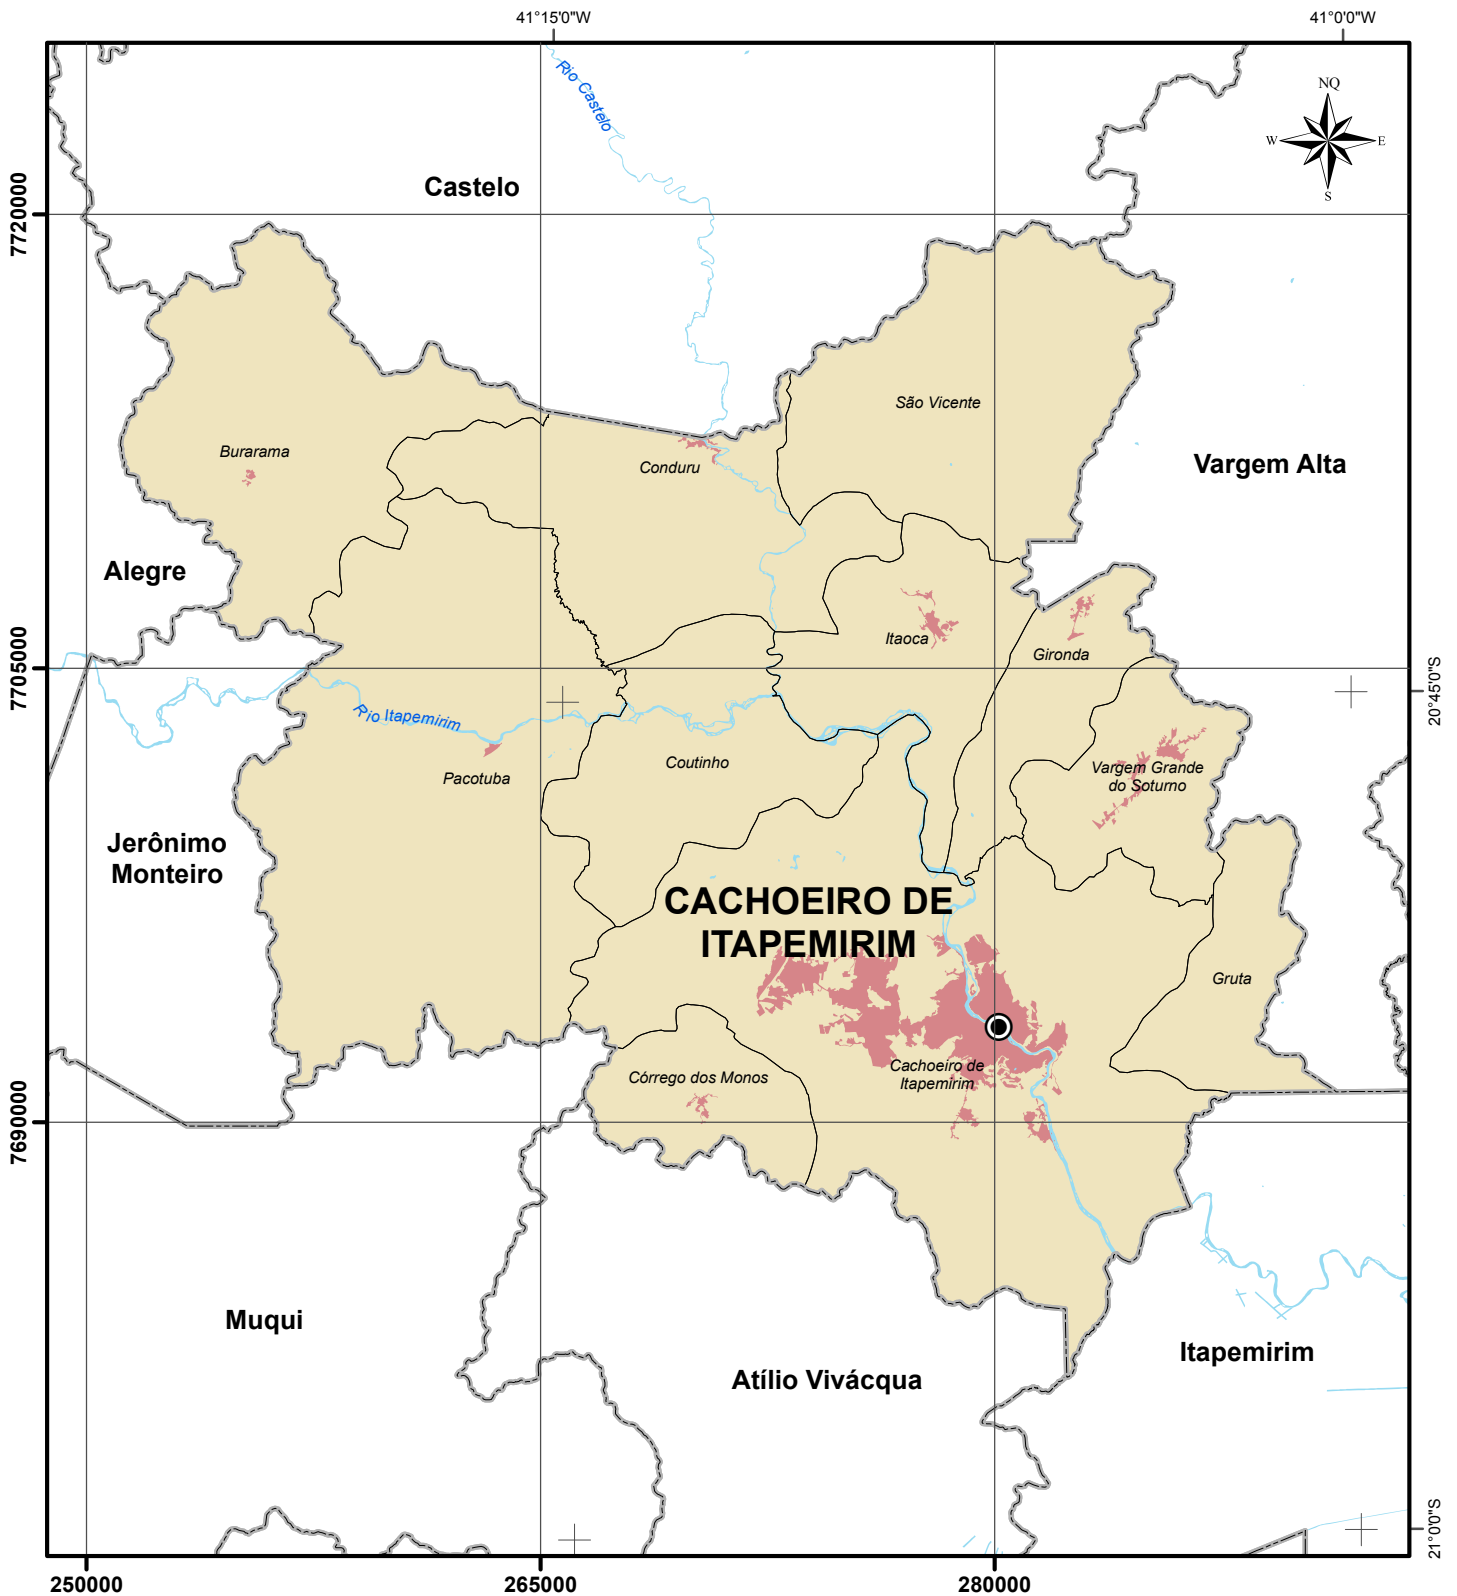 41°15'0"W
41°0'0"W
Rio Castelo
NQ
W
E
S
Castelo
7720000
São Vicente
Burarama
Conduru
Vargem Alta
Alegre
Itaoca
Gironda
7705000
20°45'0"S
Rio Itapemirim
Coutinho
Pacotuba
Vargem Grande
do Soturno
Jerônimo
Monteiro
CACHOEIRO DE
ITAPEMIRIM
Gruta
Córrego dos Monos
Cachoeiro de
Itapemirim
7690000
Muqui
Atílio Vivácqua
Itapemirim
21°0'0"S
250000
265000
280000